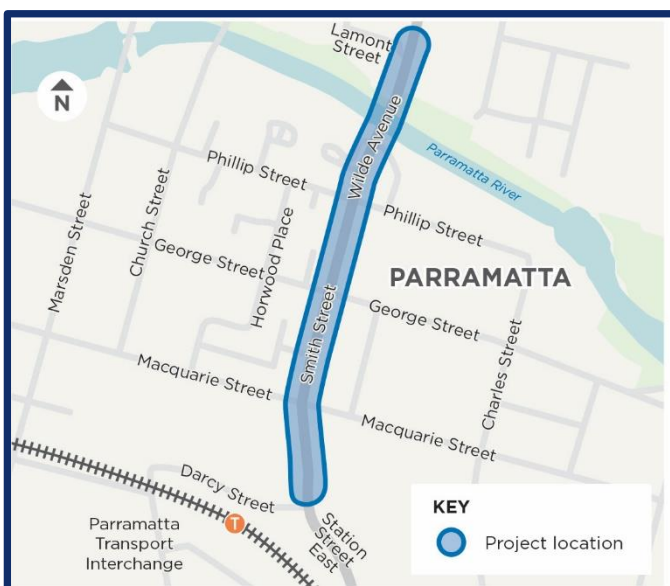 Lamont
Street
N
Wilde Avenue
Parramatta River
Phillip Street
Phillip Street
Marsden Street
Church Street
Horwood Place
George Street
PARRAMATTA
George Street
Smith Street
Charles Street
Macquarie Street
Macquarie Street
Darcy Street
Station
Street
East
T
Parramatta
Transport
Interchange
KEY
Project location